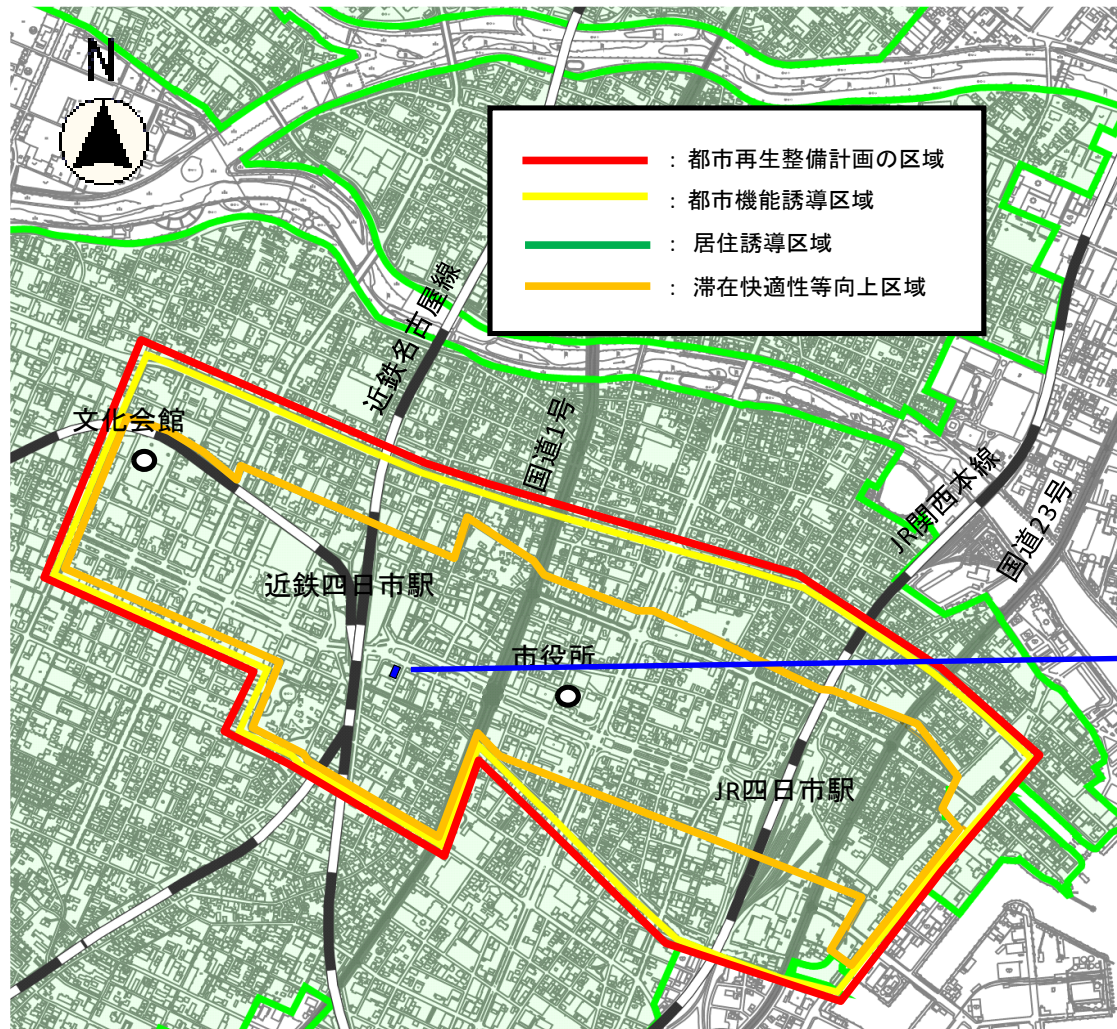 N
: 都市再生整備計画の区域
: 都市機能誘導区域
: 居住誘導区域
: 滞在快適性等向上区域
近鉄名古屋線
国道1号
文化会館
JR関西本線
国道23号
近鉄四日市駅
市役所
JR四日市駅